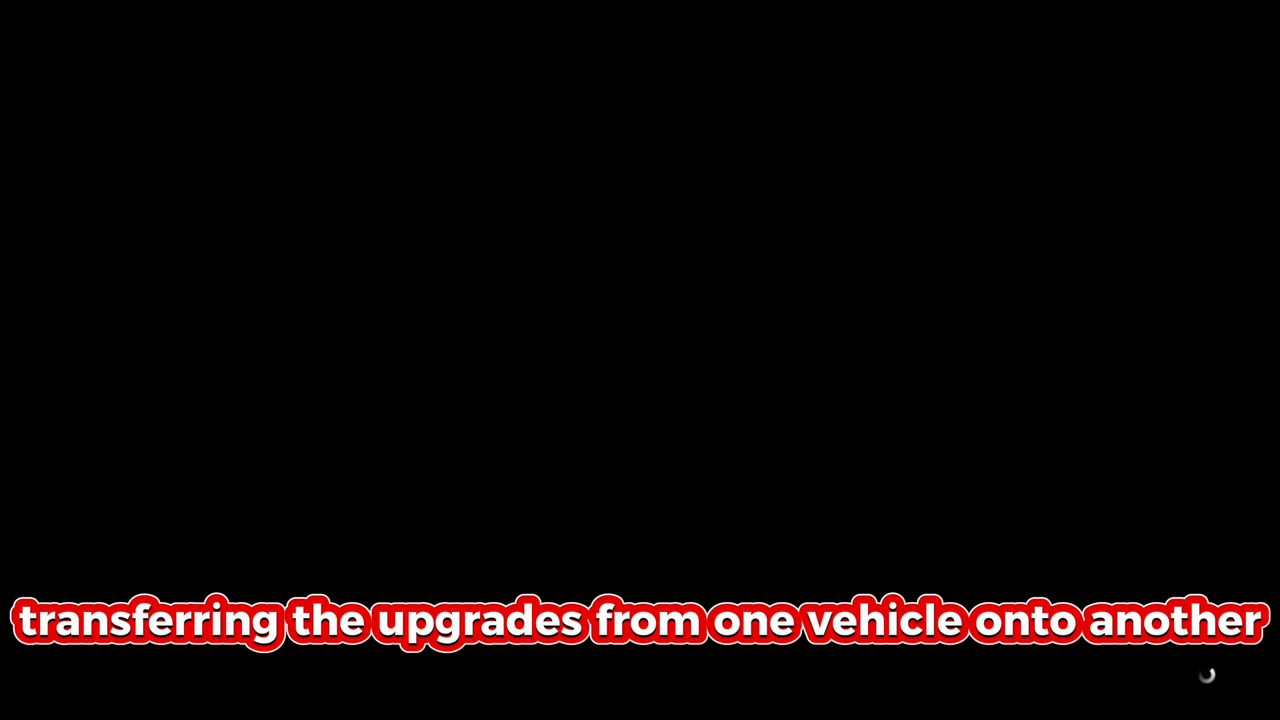 transferring the upgrades from one vehicle onto another